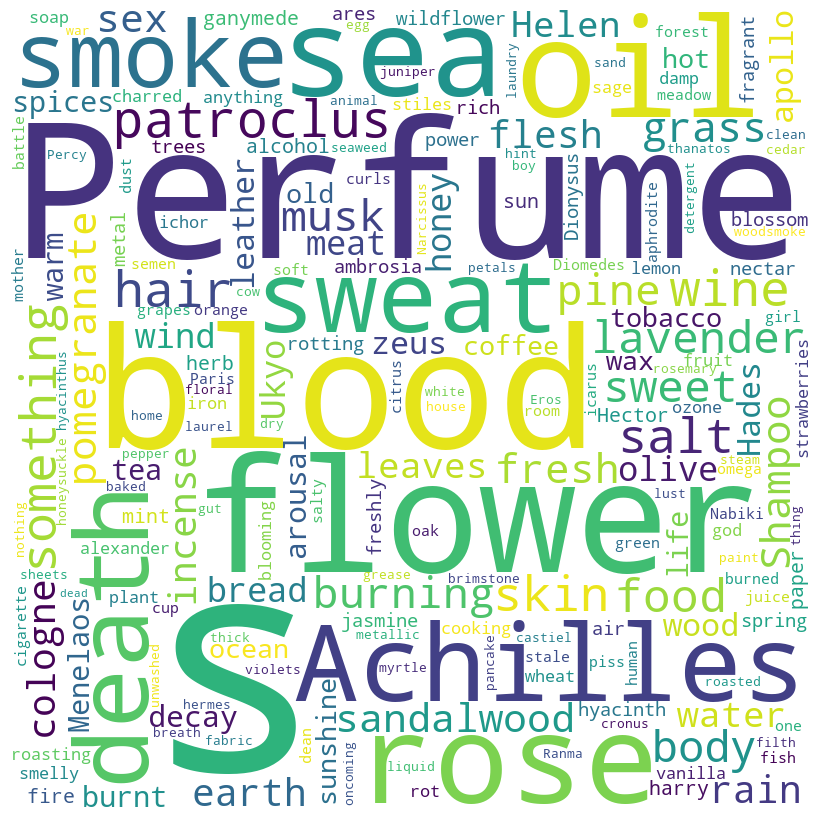 soap
war
sex
ganymede
ares
egg
wildflower
Helen
forest
apollo
smoke
sea
oil
hot
fragrant
juniper
laundry
sand
damp
sage
meadow
spices
charred
anything
animal
stiles
rich
battle
patroclus
alcohol
seaweed
power
flesh
grass
clean
Percy
trees
hint
boy
thanatos
cedar
Perfume
dust
old
curls
sun
Dionysus
aphrodite
detergent
ichor
leather
musk
Narcissus
honey
blossom
woodsmoke
mother
warm
pomegranate
metal
meat
semen
soft
ambrosia
petals
Diomedes
lemon
nectar
hair
cow
sweat
pine
wine
grapes
orange
tobacco
girl
something
wind
rotting
zeus
coffee
lavender
herb
Ukyo
wax
fruit
rosemary
hyacinthus
honeysuckle
Paris
floral
iron
citrus
white
house
Eros
room
icarus
sweet
strawberries
blood
home
laurel
dry
Hector
ozone
Hades
salt
pepper
arousal
tea
baked
incense
leaves
fresh
olive
steam
omega
shampoo
death
mint
gut
salty
freshly
lust
Nabiki
nothing
alexander
blooming
flower
oak
green
life
god
thing
paint
sheets
dead
plant
bread
grease
brimstone
burning
skin
food
burned
juice
paper
cigarette
cologne
Menelaos
cup
S
jasmine
metallic
cooking
castiel
air
wood
spring
unwashed
ocean
thick
violets
Achilles
myrtle
pancake
stale
wheat
piss
human
roasted
decay
hermes
breath
fabric
sunshine
sandalwood
hyacinth
cronus
water
one
roasting
smelly
dean
oncoming
liquid
rose
Ranma
body
filth
fish
fire
burnt
earth
rot
vanilla
harry
rain